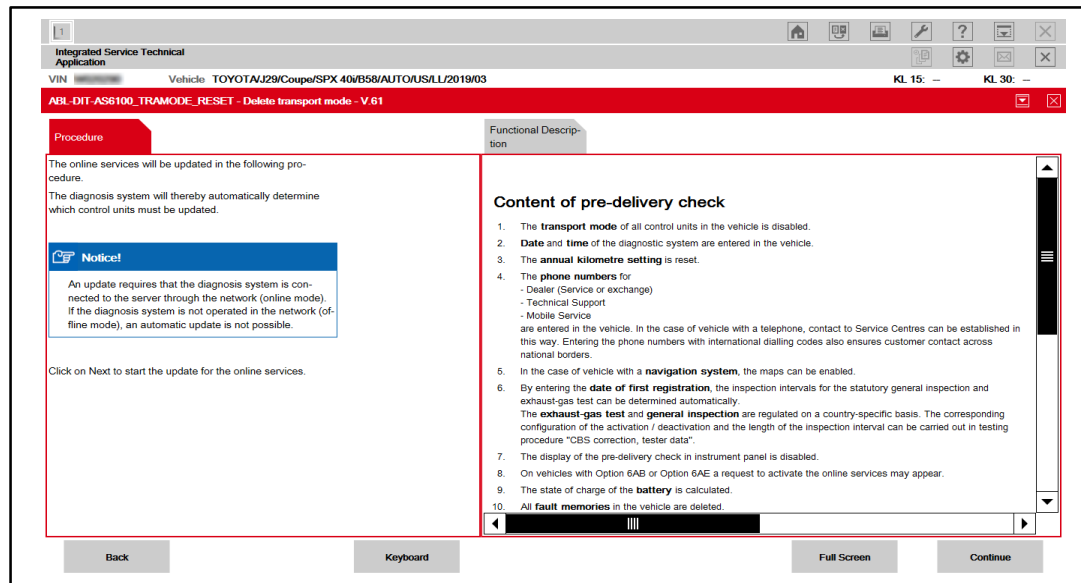 1
Integrated Service Technical
Application
VIN
Vehicle TOYOTA/J29/Coupe/SPX 40i/B58/AUTO/US/LL/2019/03
KL 15: –
KL 30: –
ABL-DIT-AS6100_TRAMODE_RESET - Delete transport mode - V.61
Procedure
The online services will be updated in the following pro-
cedure.
The diagnosis system will thereby automatically determine
which control units must be updated.
Notice!
An update requires that the diagnosis system is con-
nected to the server through the network (online mode).
If the diagnosis system is not operated in the network (of-
fline mode), an automatic update is not possible.
Click on Next to start the update for the online services.
Functional Descrip-
tion
Content of pre-delivery check
1. The transport mode of all control units in the vehicle is disabled.
2. Date and time of the diagnostic system are entered in the vehicle.
3. The annual kilometre setting is reset.
4. The phone numbers for
- Dealer (Service or exchange)
- Technical Support
- Mobile Service
are entered in the vehicle. In the case of vehicle with a telephone, contact to Service Centres can be established in
this way. Entering the phone numbers with international dialling codes also ensures customer contact across
national borders.
5. In the case of vehicle with a navigation system, the maps can be enabled.
6. By entering the date of first registration, the inspection intervals for the statutory general inspection and
exhaust-gas test can be determined automatically.
The exhaust-gas test and general inspection are regulated on a country-specific basis. The corresponding
configuration of the activation / deactivation and the length of the inspection interval can be carried out in testing
procedure "CBS correction, tester data".
7. The display of the pre-delivery check in instrument panel is disabled.
8. On vehicles with Option 6AB or Option 6AE a request to activate the online services may appear.
9. The state of charge of the battery is calculated.
10. All fault memories in the vehicle are deleted.
Back
Keyboard
Full Screen
Continue